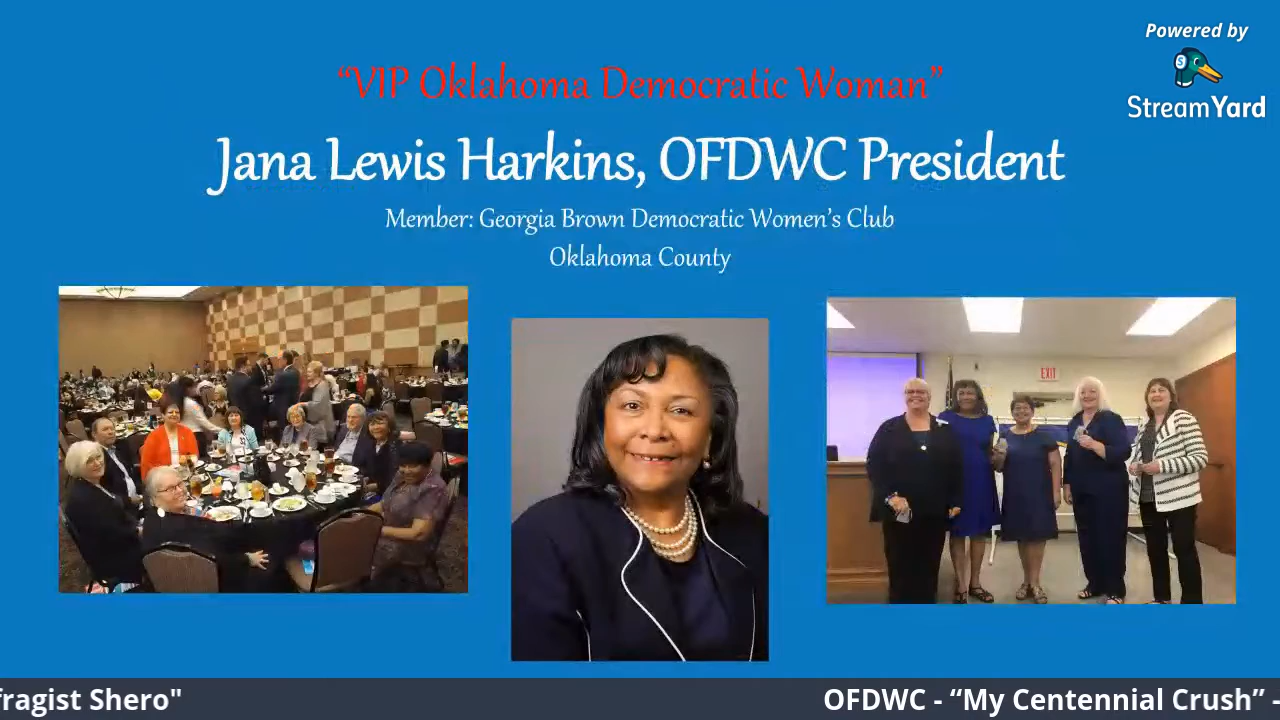 Powered by
StreamYard
“VIP Oklahoma Democratic Woman”
Jana Lewis Harkins, OFDWC President
Member: Georgia Brown Democratic Women’s Club
Oklahoma County
EXIT
fragist Shero"
OFDWC - “My Centennial Crush” -